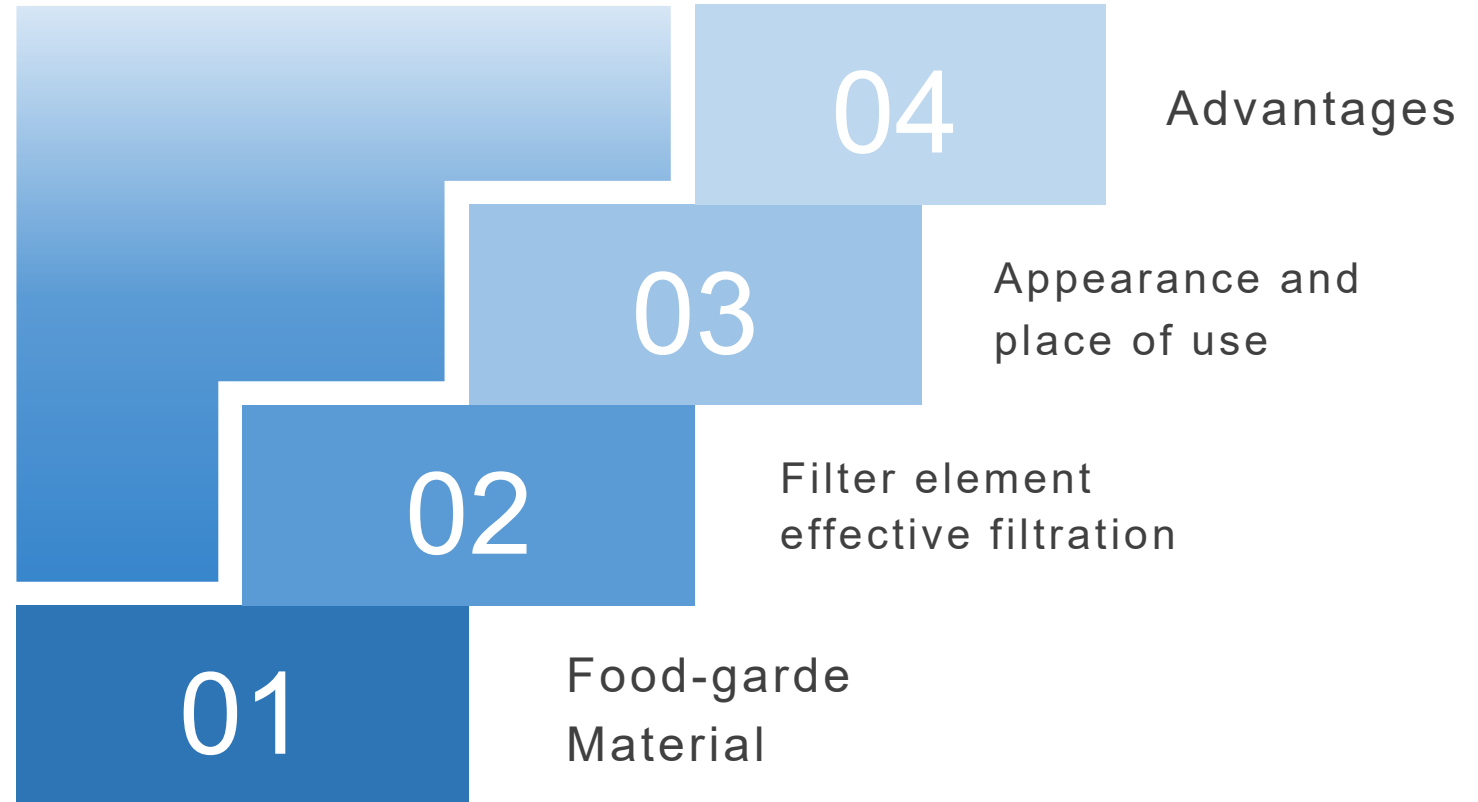 04
Advantages
03
Appearance and
place of use
02
Filter element
effective filtration
01
Food-garde
Material